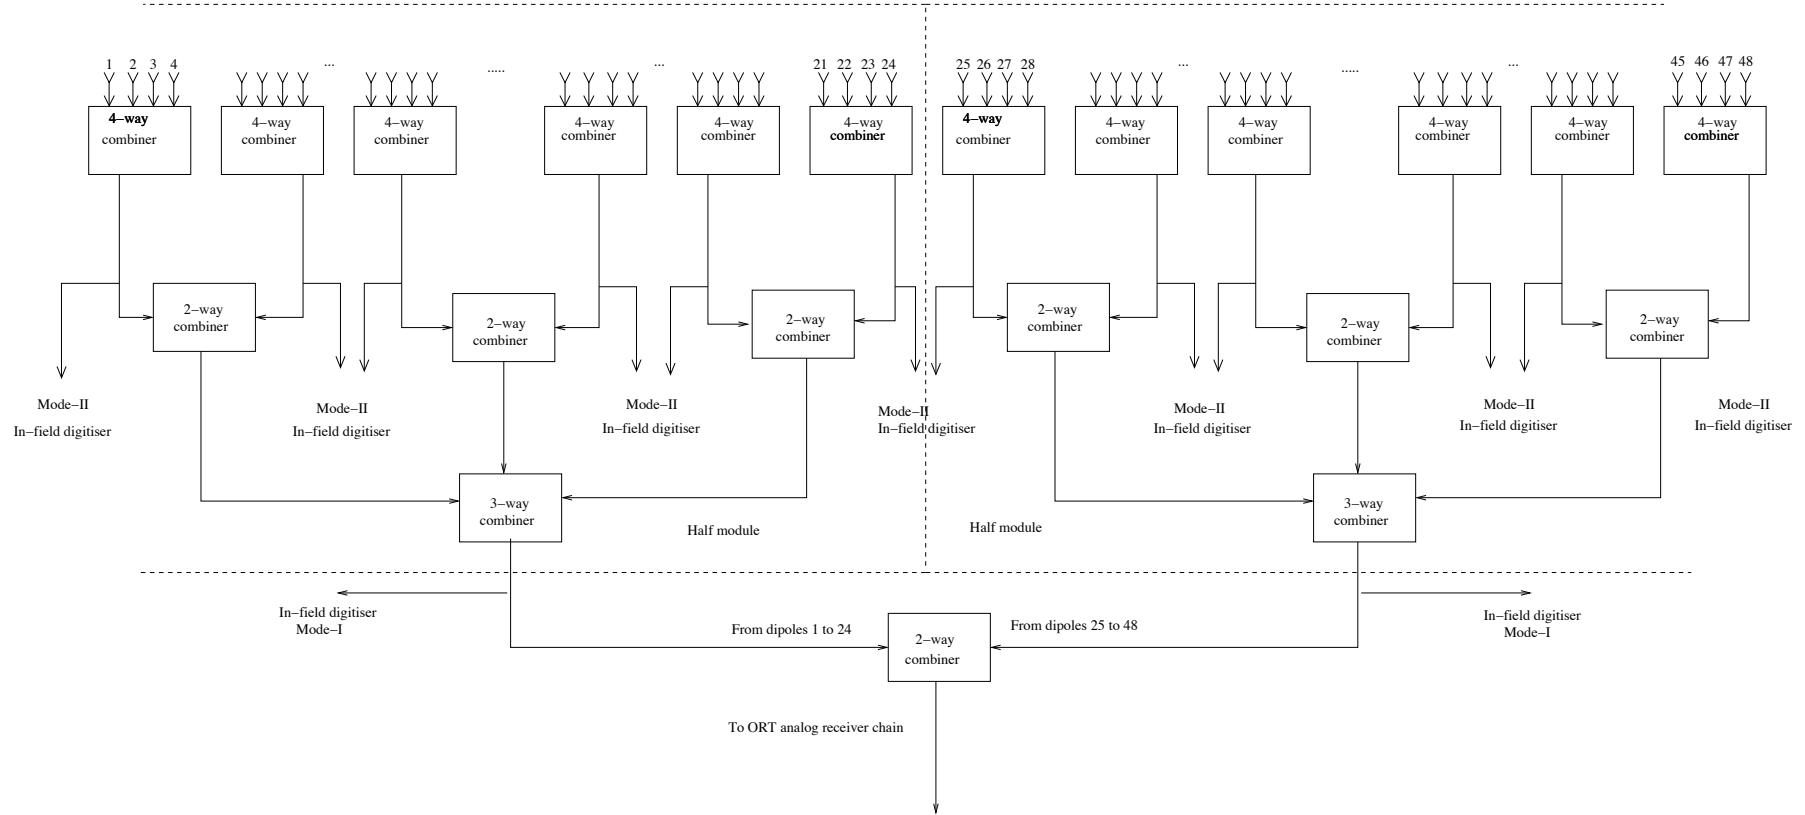 1 2 3 4 ... ..... ... 21 22 23 24 25 26 27 28 ... ..... ... 45 46 47 48
4−way 4−way 4−way 4−way 4−way 4−way 4−way 4−way 4−way 4−way 4−way 4−way
combiner combiner combiner combiner combiner combiner combiner combiner combiner combiner combiner combiner
2−way 2−way 2−way 2−way 2−way 2−way
combiner combiner combiner combiner combiner combiner
Mode−II Mode−II Mode−II Mode−II Mode−II Mode−II Mode−II
In−field digitiser In−field digitiser In−field digitiser In−field digitiser In−field digitiser In−field digitiser In−field digitiser
3−way 3−way
combiner combiner
Half module Half module
In−field digitiser In−field digitiser
Mode−I Mode−I
From dipoles 1 to 24 From dipoles 25 to 48
2−way
combiner
To ORT analog receiver chain